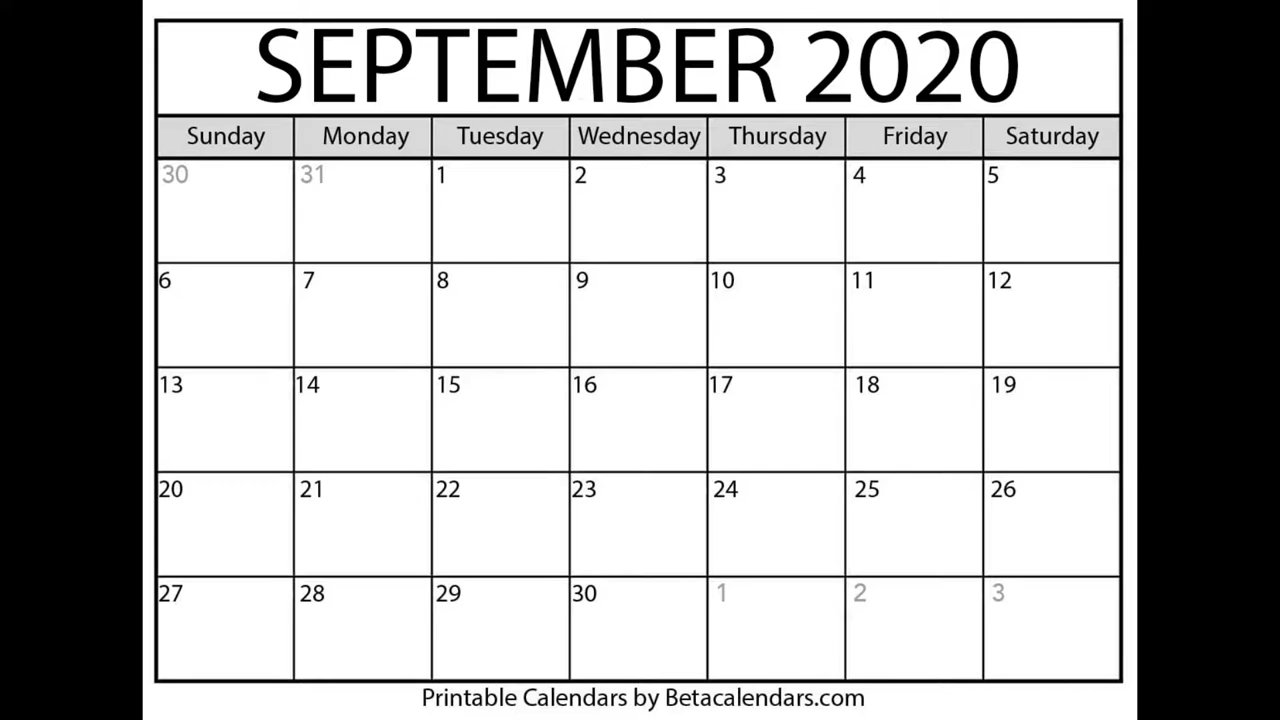 SEPTEMBER 2020
Sunday Monday Tuesday Wednesday Thursday Friday Saturday
30 31 1 2 3 4 5
6 7 8 9 10 11 12
13 14 15 16 17 18 19
20 21 22 23 24 25 26
27 28 29 30 1 2 3
Printable Calendars by Betacalendars.com